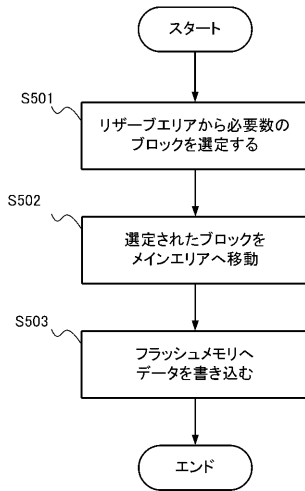 スタート
S501
リザーブエリアから必要数の
ブロックを選定する
S502
選定されたブロックを
メインエリアへ移動
S503
フラッシュメモリへ
データを書き込む
エンド